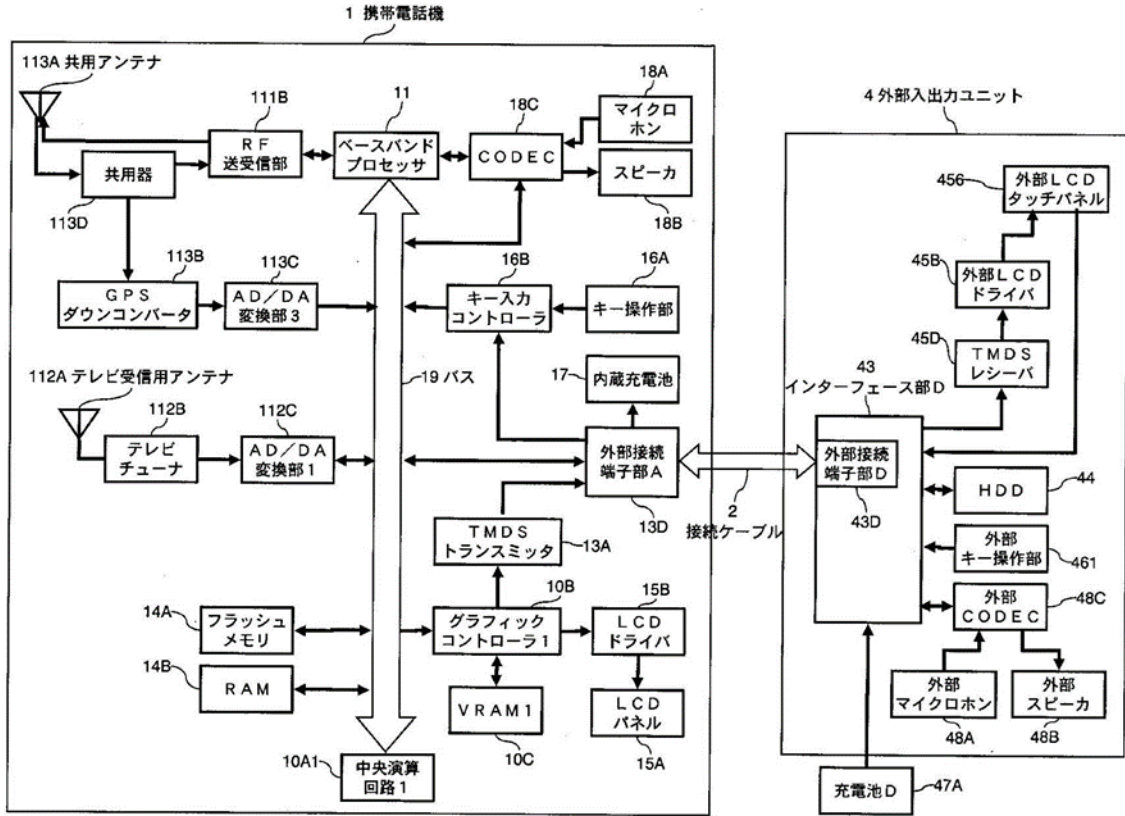 1 携帯電話機
113A 共用アンテナ
111B
RF
送受信部
11
ベースバンド
プロセッサ
18C
CODEC
18A
マイクロ
ホン
スピーカ
18B
共用器
113D
113B
GPS
ダウンコンバータ
113C
AD/DA
変換部3
16B
キー入力
コントローラ
16A
キー操作部
19 バス
17
内蔵充電池
112A テレビ受信用アンテナ
112B
テレビ
チューナ
112C
AD/DA
変換部1
外部接続
端子部A
13D
2
接続ケーブル
TMDS
トランスミッタ
13A
14A
フラッシュ
メモリ
14B
RAM
10B
グラフィック
コントローラ1
15B
LCD
ドライバ
VRAM1
10C
LCD
パネル
15A
10A1
中央演算
回路1
4 外部入出力ユニット
456
外部LCD
タッチパネル
45B
外部LCD
ドライバ
45D
TMDS
レシーバ
43
インターフェース部D
外部接続
端子部D
43D
HDD
44
外部
キー操作部
461
外部
CODEC
48C
外部
マイクロホン
48A
外部
スピーカ
48B
充電池D
47A